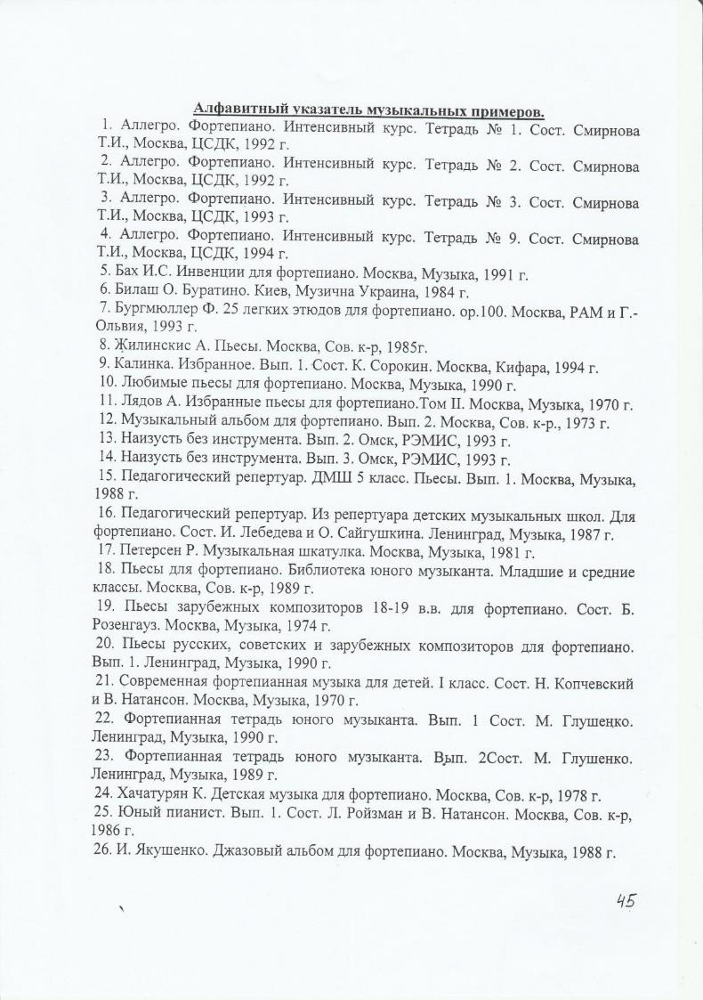 Алфавитный указатель музыкальных примеров.
1. Аллегро. Фортепиано. Интенсивный курс. Тетрадь № 1. Сост. Смирнова
Т.И., Москва, ЦСДК, 1992 г.
2. Аллегро. Фортепиано. Интенсивный курс. Тетрадь № 2. Сост. Смирнова
Т.И., Москва, ЦСДК, 1992 г.
3. Аллегро. Фортепиано. Интенсивный курс. Тетрадь № 3. Сост. Смирнова
Т.И., Москва, ЦСДК, 1993 г.
4. Аллегро. Фортепиано. Интенсивный курс. Тетрадь № 9. Сост. Смирнова
Т.И., Москва, ЦСДК, 1994 г.
5. Бах И.С. Инвенции для фортепиано. Москва, Музыка, 1991 г.
6. Билаш О. Буратино. Киев, Музична Украина, 1984 г.
7. Бургмюллер Ф. 25 легких этюдов для фортепиано. ор.100. Москва, РАМ и Г.-
Ольвия, 1993 г.
8. Жилинскис А. Пьесы. Москва, Сов. к-р, 1985г.
9. Калинка. Избранное. Вып. 1. Сост. К. Сорокин. Москва, Кифара, 1994 г.
10. Любимые пьесы для фортепиано. Москва, Музыка, 1990 г.
11. Лядов А. Избранные пьесы для фортепиано.Том II. Москва, Музыка, 1970 г.
12. Музыкальный альбом для фортепиано. Вып. 2. Москва, Сов. к-р., 1973 г.
13. Наизусть без инструмента. Вып. 2. Омск, РЭМИС, 1993 г.
14. Наизусть без инструмента. Вып. 3. Омск, РЭМИС, 1993 г.
15. Педагогический репертуар. ДМШ 5 класс. Пьесы. Вып. 1. Москва, Музыка,
1988 г.
16. Педагогический репертуар. Из репертуара детских музыкальных школ. Для
фортепиано. Сост. И. Лебедева и О. Сайгушкина. Ленинград, Музыка, 1987 г.
17. Петерсен Р. Музыкальная шкатулка. Москва, Музыка, 1981 г.
18. Пьесы для фортепиано. Библиотека юного музыканта. Младшие и средние
классы. Москва, Сов. к-р, 1989 г.
19. Пьесы зарубежных композиторов 18-19 в.в. для фортепиано. Сост. Б.
Розенгауз. Москва, Музыка, 1974 г.
20. Пьесы русских, советских и зарубежных композиторов для фортепиано.
Вып. 1. Ленинград, Музыка, 1990 г.
21. Современная фортепианная музыка для детей. I класс. Сост. Н. Копчевский
и В. Натансон. Москва, Музыка, 1970 г.
22. Фортепианная тетрадь юного музыканта. Вып. 1 Сост. М. Глушенко.
Ленинград, Музыка, 1990 г.
23. Фортепианная тетрадь юного музыканта. Вып. 2Сост. М. Глушенко.
Ленинград, Музыка, 1989 г.
24. Хачатурян К. Детская музыка для фортепиано. Москва, Сов. к-р, 1978 г.
25. Юный пианист. Вып. 1. Сост. Л. Ройзман и В. Натансон. Москва, Сов. к-р,
1986 г.
26. И. Якушенко. Джазовый альбом для фортепиано. Москва, Музыка, 1988 г.
45